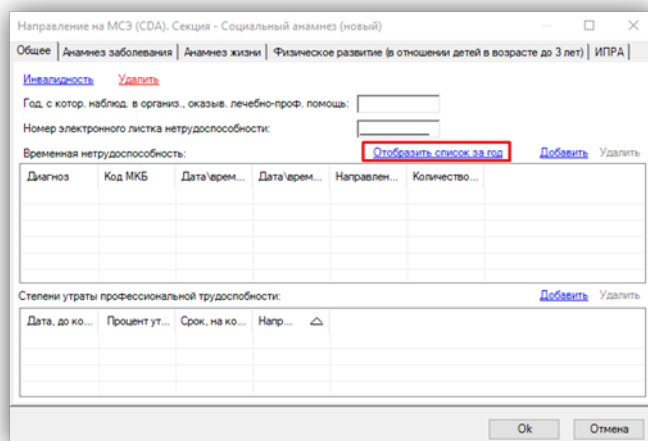 Направление на МСЭ (CDA). Секция - Социальный анамнез (новый)
Общее Анамнез заболевания Анамнез жизни Физическое развитие (в отношении детей в возрасте до 3 лет) ИПРА
Инвалидность Удалить
Год, с котор. наблюд. в организ., оказыв. лечебно-проф. помощь:
Номер электронного листка нетрудоспособности:
Временная нетрудоспособность: Отобразить список за год Добавить Удалить
Диагноз Код МКБ Дата\врем... Дата\врем... Направлен... Количество...
Степени утраты профессиональной трудоспобности: Добавить Удалить
Дата, до ко... Процент ут... Срок, на ко... Напр...
Ok Отмена